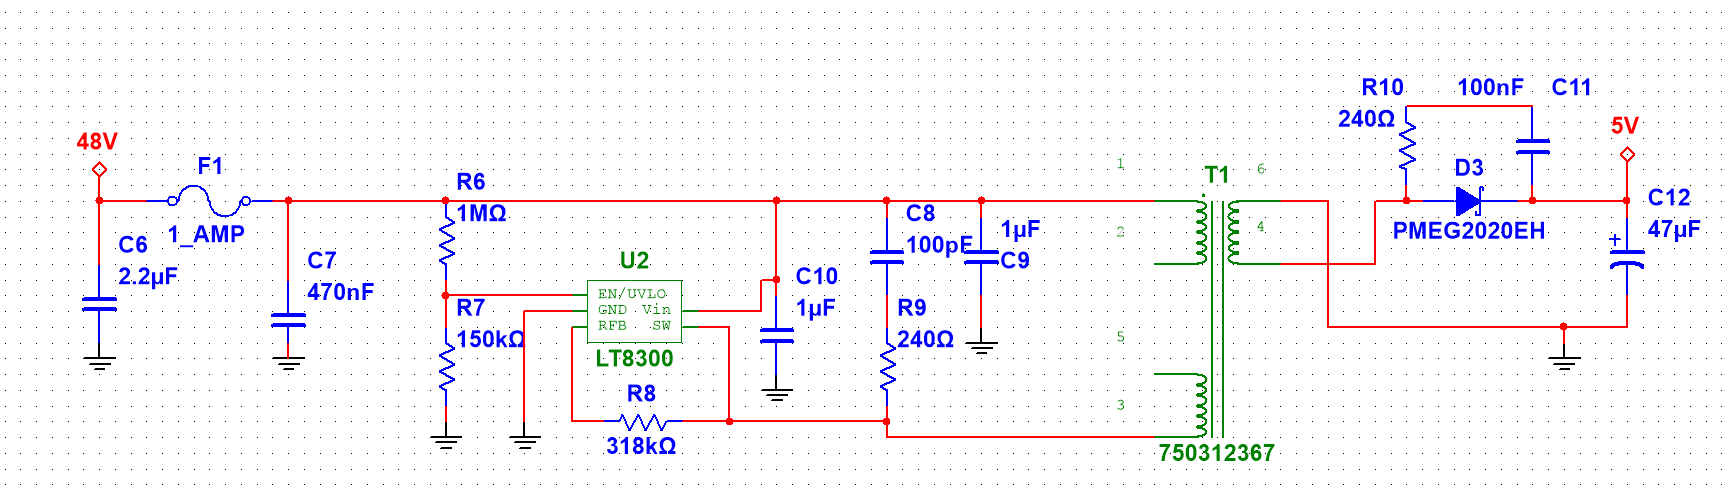 48V
F1
1_AMP
C6
2.2µF
C7
470nF
R6
1MΩ
R7
150kΩ
U2
EN/UVLO
GND Vin
RFB SW
LT8300
R8
318kΩ
C10
1µF
C8
100pF
R9
240Ω
1µF
C9
1
2
5
3
T1
6
4
750312367
R10
240Ω
100nF C11
D3
PMEG2020EH
5V
C12
47µF
+